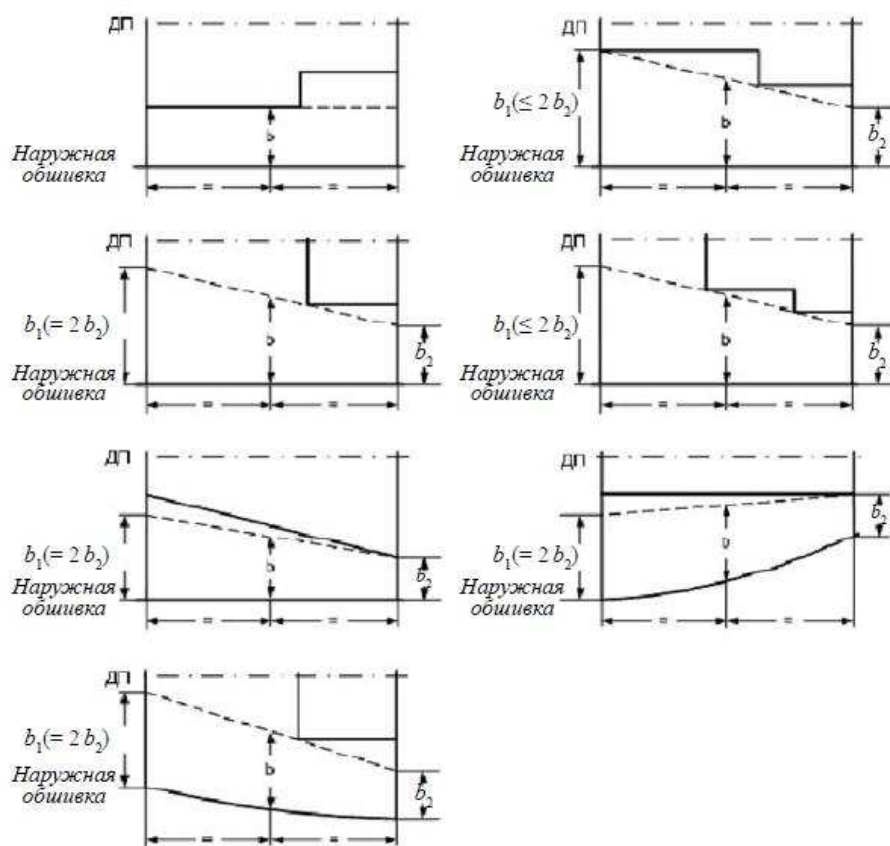 ДП
b
Наружная
обшивка
= =
ДП
b₁(≤ 2 b₂)
b
b₂
Наружная
обшивка
= =
ДП
b₁(= 2 b₂)
b
b₂
Наружная
обшивка
= =
ДП
b₁(≤ 2 b₂)
b
b₂
Наружная
обшивка
= =
ДП
b₁(= 2 b₂)
b
b₂
Наружная
обшивка
= =
ДП
b₂
b₁(= 2 b₂)
b
Наружная
обшивка
= =
ДП
b₁(= 2 b₂)
b
b₂
Наружная
обшивка
= =